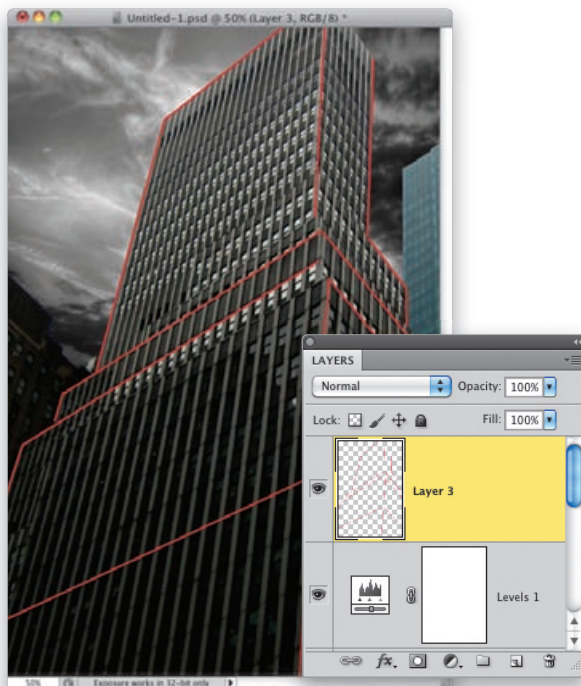 Untitled-1.psd @ 50% (Layer 3, RGB/8) *
LAYERS
Normal
Opacity: 100%
Lock:
Fill: 100%
Layer 3
Levels 1
fx
50%
Exposure works in 32-bit only